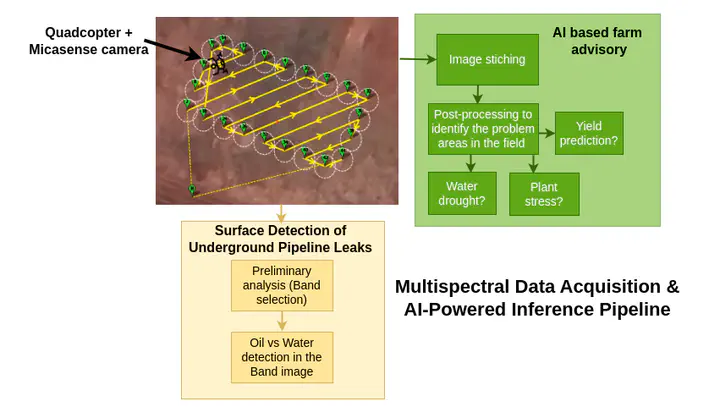 Quadcopter +
Micasense camera
AI based farm
advisory
Image stiching
Post-processing to
identify the problem
areas in the field
Yield
prediction?
Water
drought?
Plant
stress?
Surface Detection of
Underground Pipeline Leaks
Preliminary
analysis (Band
selection)
Oil vs Water
detection in the
Band image
Multispectral Data Acquisition &
AI-Powered Inference Pipeline